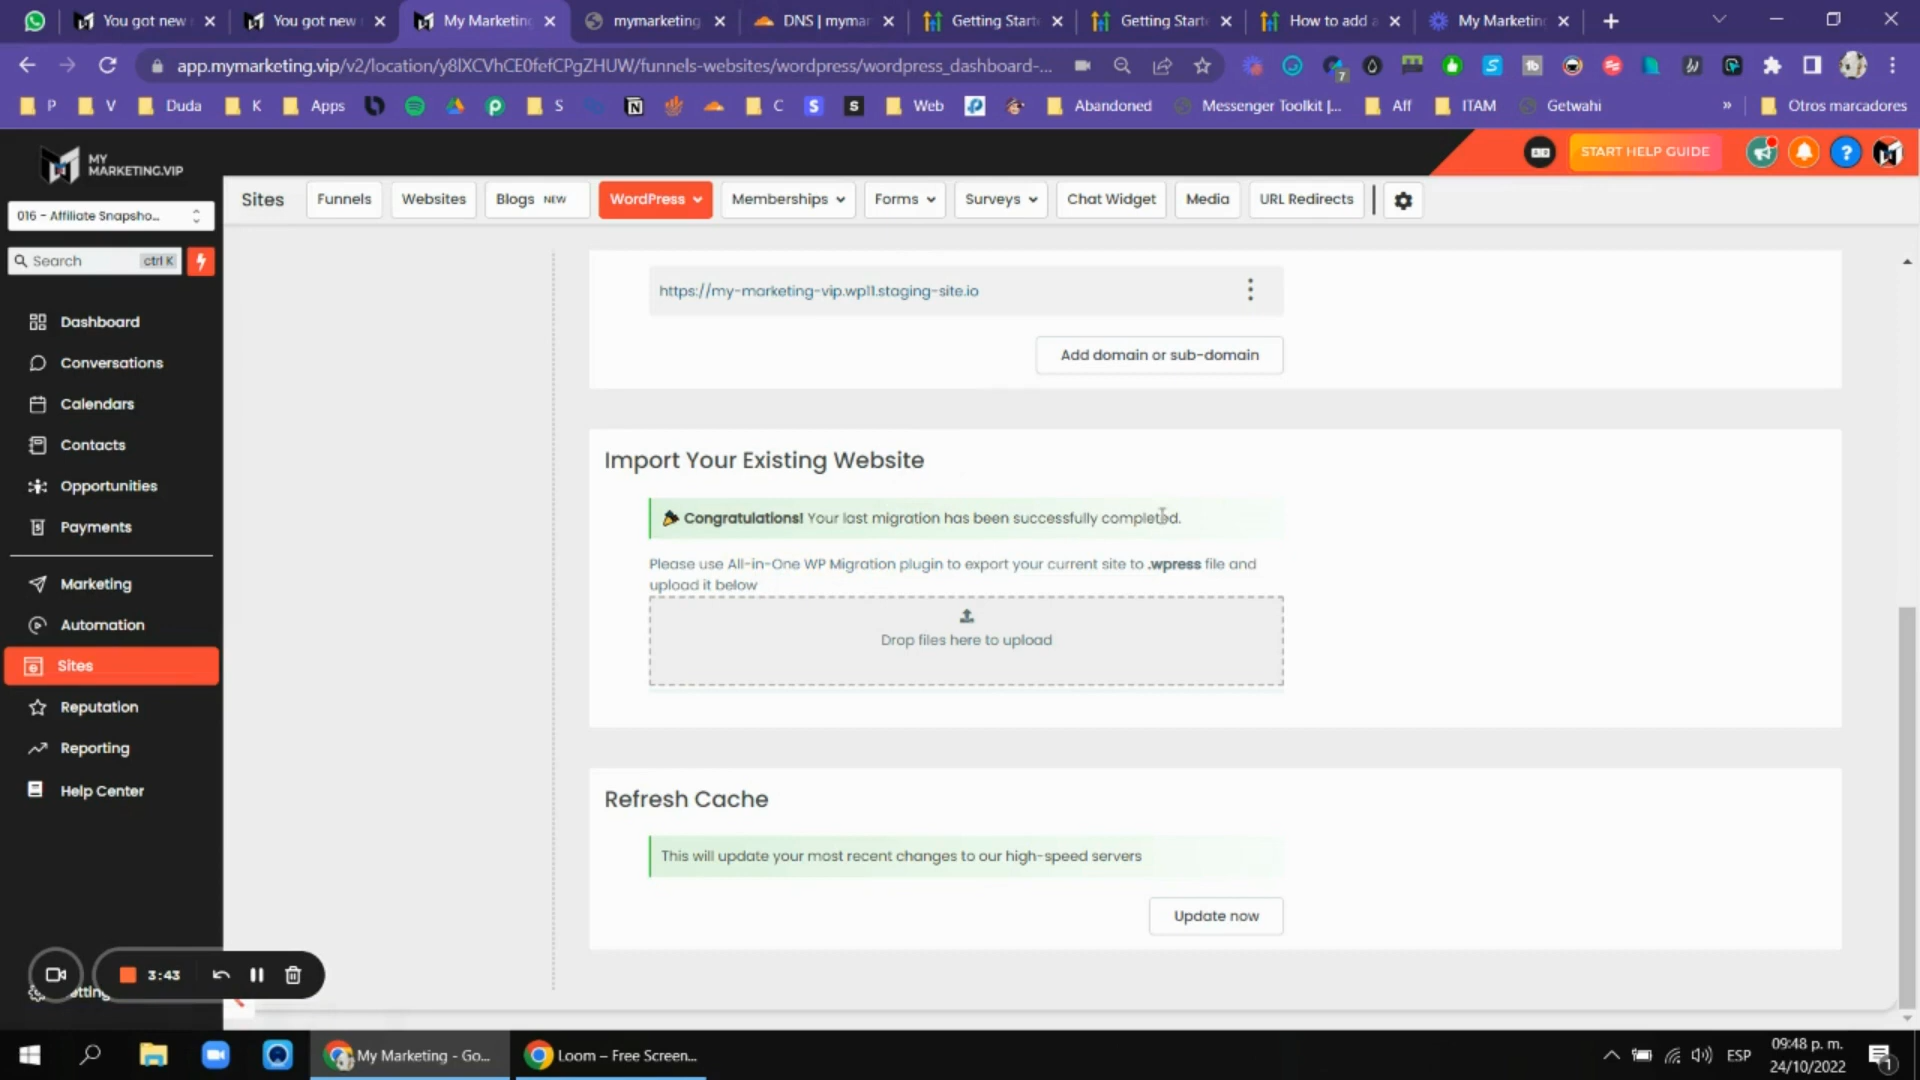 You got new
You got new
My Marketin
mymarketing
DNS | mymar
Getting Start
Getting Start
How to add a
My Marketin
app.mymarketing.vip/v2/location/y8lXCVhCE0fefCPgZHUW/funnels-websites/wordpress/wordpress_dashboard-...
7
P
V
Duda
K
Apps
S
C
Web
Abandoned
Messenger Toolkit |...
Aff
ITAM
Getwahi
»
Otros marcadores
MY
MARKETING.VIP
START HELP GUIDE
016 - Affiliate Snapsho...
Search
ctrl K
Sites
Funnels
Websites
Blogs NEW
WordPress
Memberships
Forms
Surveys
Chat Widget
Media
URL Redirects
Dashboard
Conversations
Calendars
Contacts
Opportunities
Payments
Marketing
Automation
Sites
Reputation
Reporting
Help Center
https://my-marketing-vip.wp11.staging-site.io
Add domain or sub-domain
Import Your Existing Website
Congratulations! Your last migration has been successfully completed.
Please use All-in-One WP Migration plugin to export your current site to .wpress file and
upload it below
Drop files here to upload
Refresh Cache
This will update your most recent changes to our high-speed servers
Update now
3:43
My Marketing - Go...
Loom – Free Screen...
ESP
09:48 p. m.
24/10/2022
1